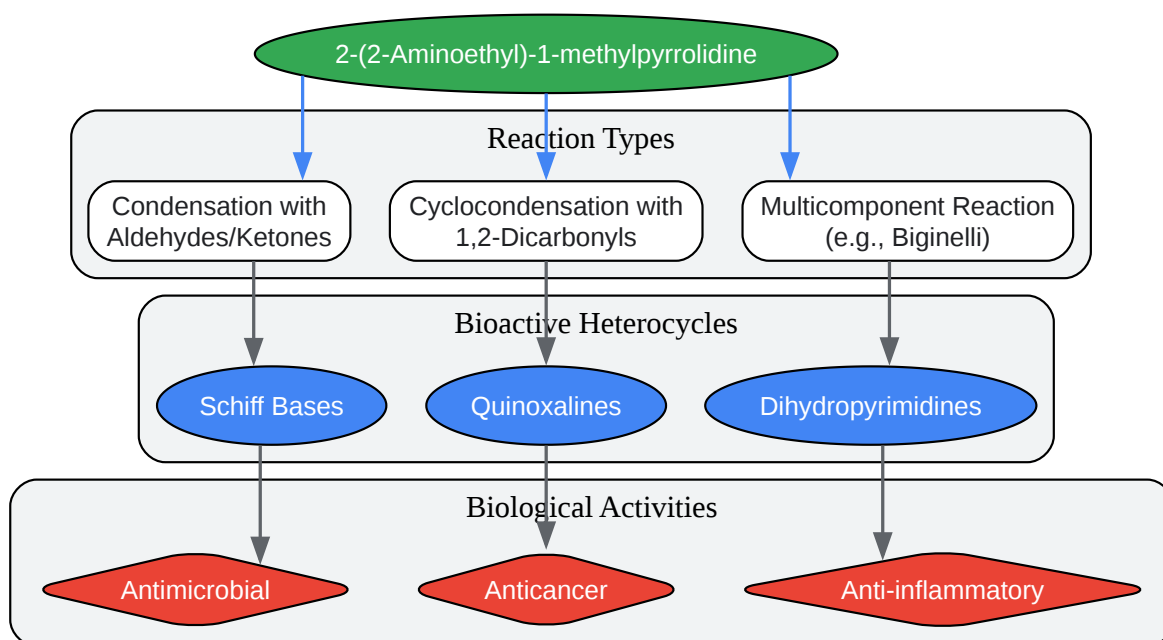 2-(2-Aminoethyl)-1-methylpyrrolidine
Reaction Types
Condensation with
Aldehydes/Ketones
Cyclocondensation with
1,2-Dicarbonyls
Multicomponent Reaction
(e.g., Biginelli)
Bioactive Heterocycles
Schiff Bases
Quinoxalines
Dihydropyrimidines
Biological Activities
Antimicrobial
Anticancer
Anti-inflammatory